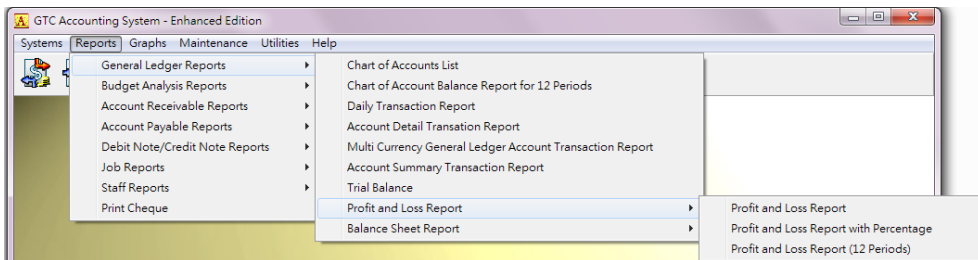 GTC Accounting System - Enhanced Edition
Systems Reports Graphs Maintenance Utilities Help
General Ledger Reports
Budget Analysis Reports
Account Receivable Reports
Account Payable Reports
Debit Note/Credit Note Reports
Job Reports
Staff Reports
Print Cheque
Chart of Accounts List
Chart of Account Balance Report for 12 Periods
Daily Transaction Report
Account Detail Transation Report
Multi Currency General Ledger Account Transaction Report
Account Summary Transaction Report
Trial Balance
Profit and Loss Report
Balance Sheet Report
Profit and Loss Report
Profit and Loss Report with Percentage
Profit and Loss Report (12 Periods)